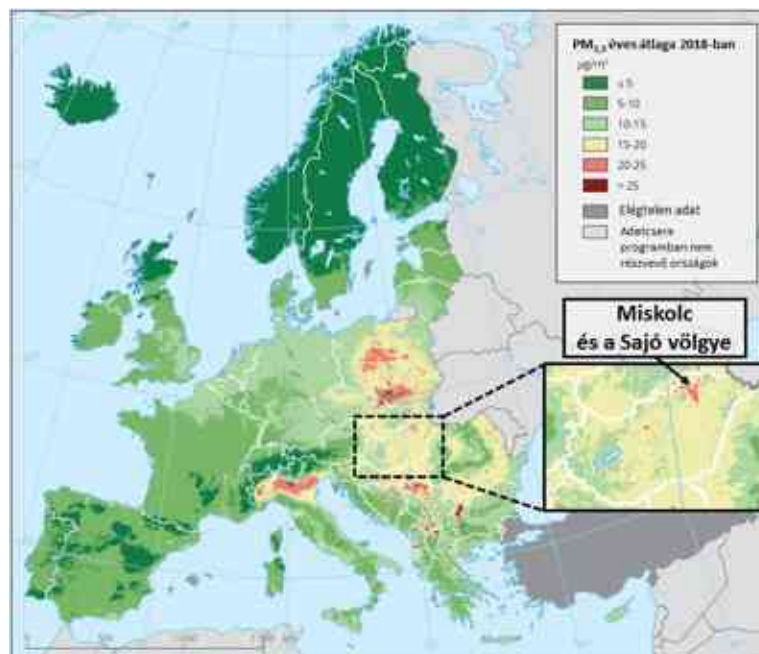 PM2,5 éves átlaga 2018-ban
µg/m³
≤ 5
5-10
10-15
15-20
20-25
> 25
Elégtelen adat
Adatcsere
programban nem
részvevő országok
Miskolc
és a Sajó völgye